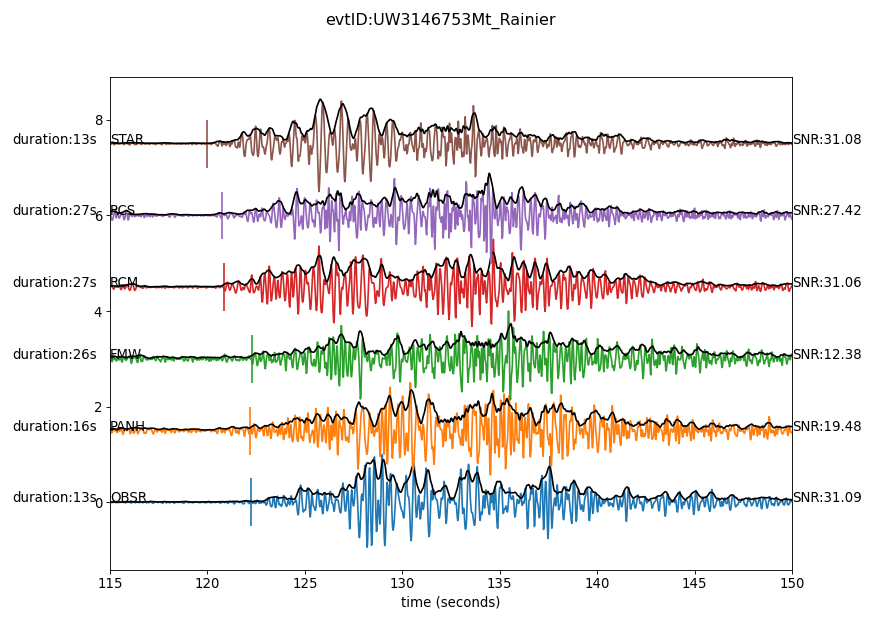 evtID:UW3146753Mt_Rainier
8
duration:13s STAR SNR:31.08
duration:27s RCS SNR:27.42
6
duration:27s RCM SNR:31.06
4
duration:26s FMW SNR:12.38
2
duration:16s PANH SNR:19.48
duration:13s OBSR SNR:31.09
0
115 120 125 130 135 140 145 150
time (seconds)